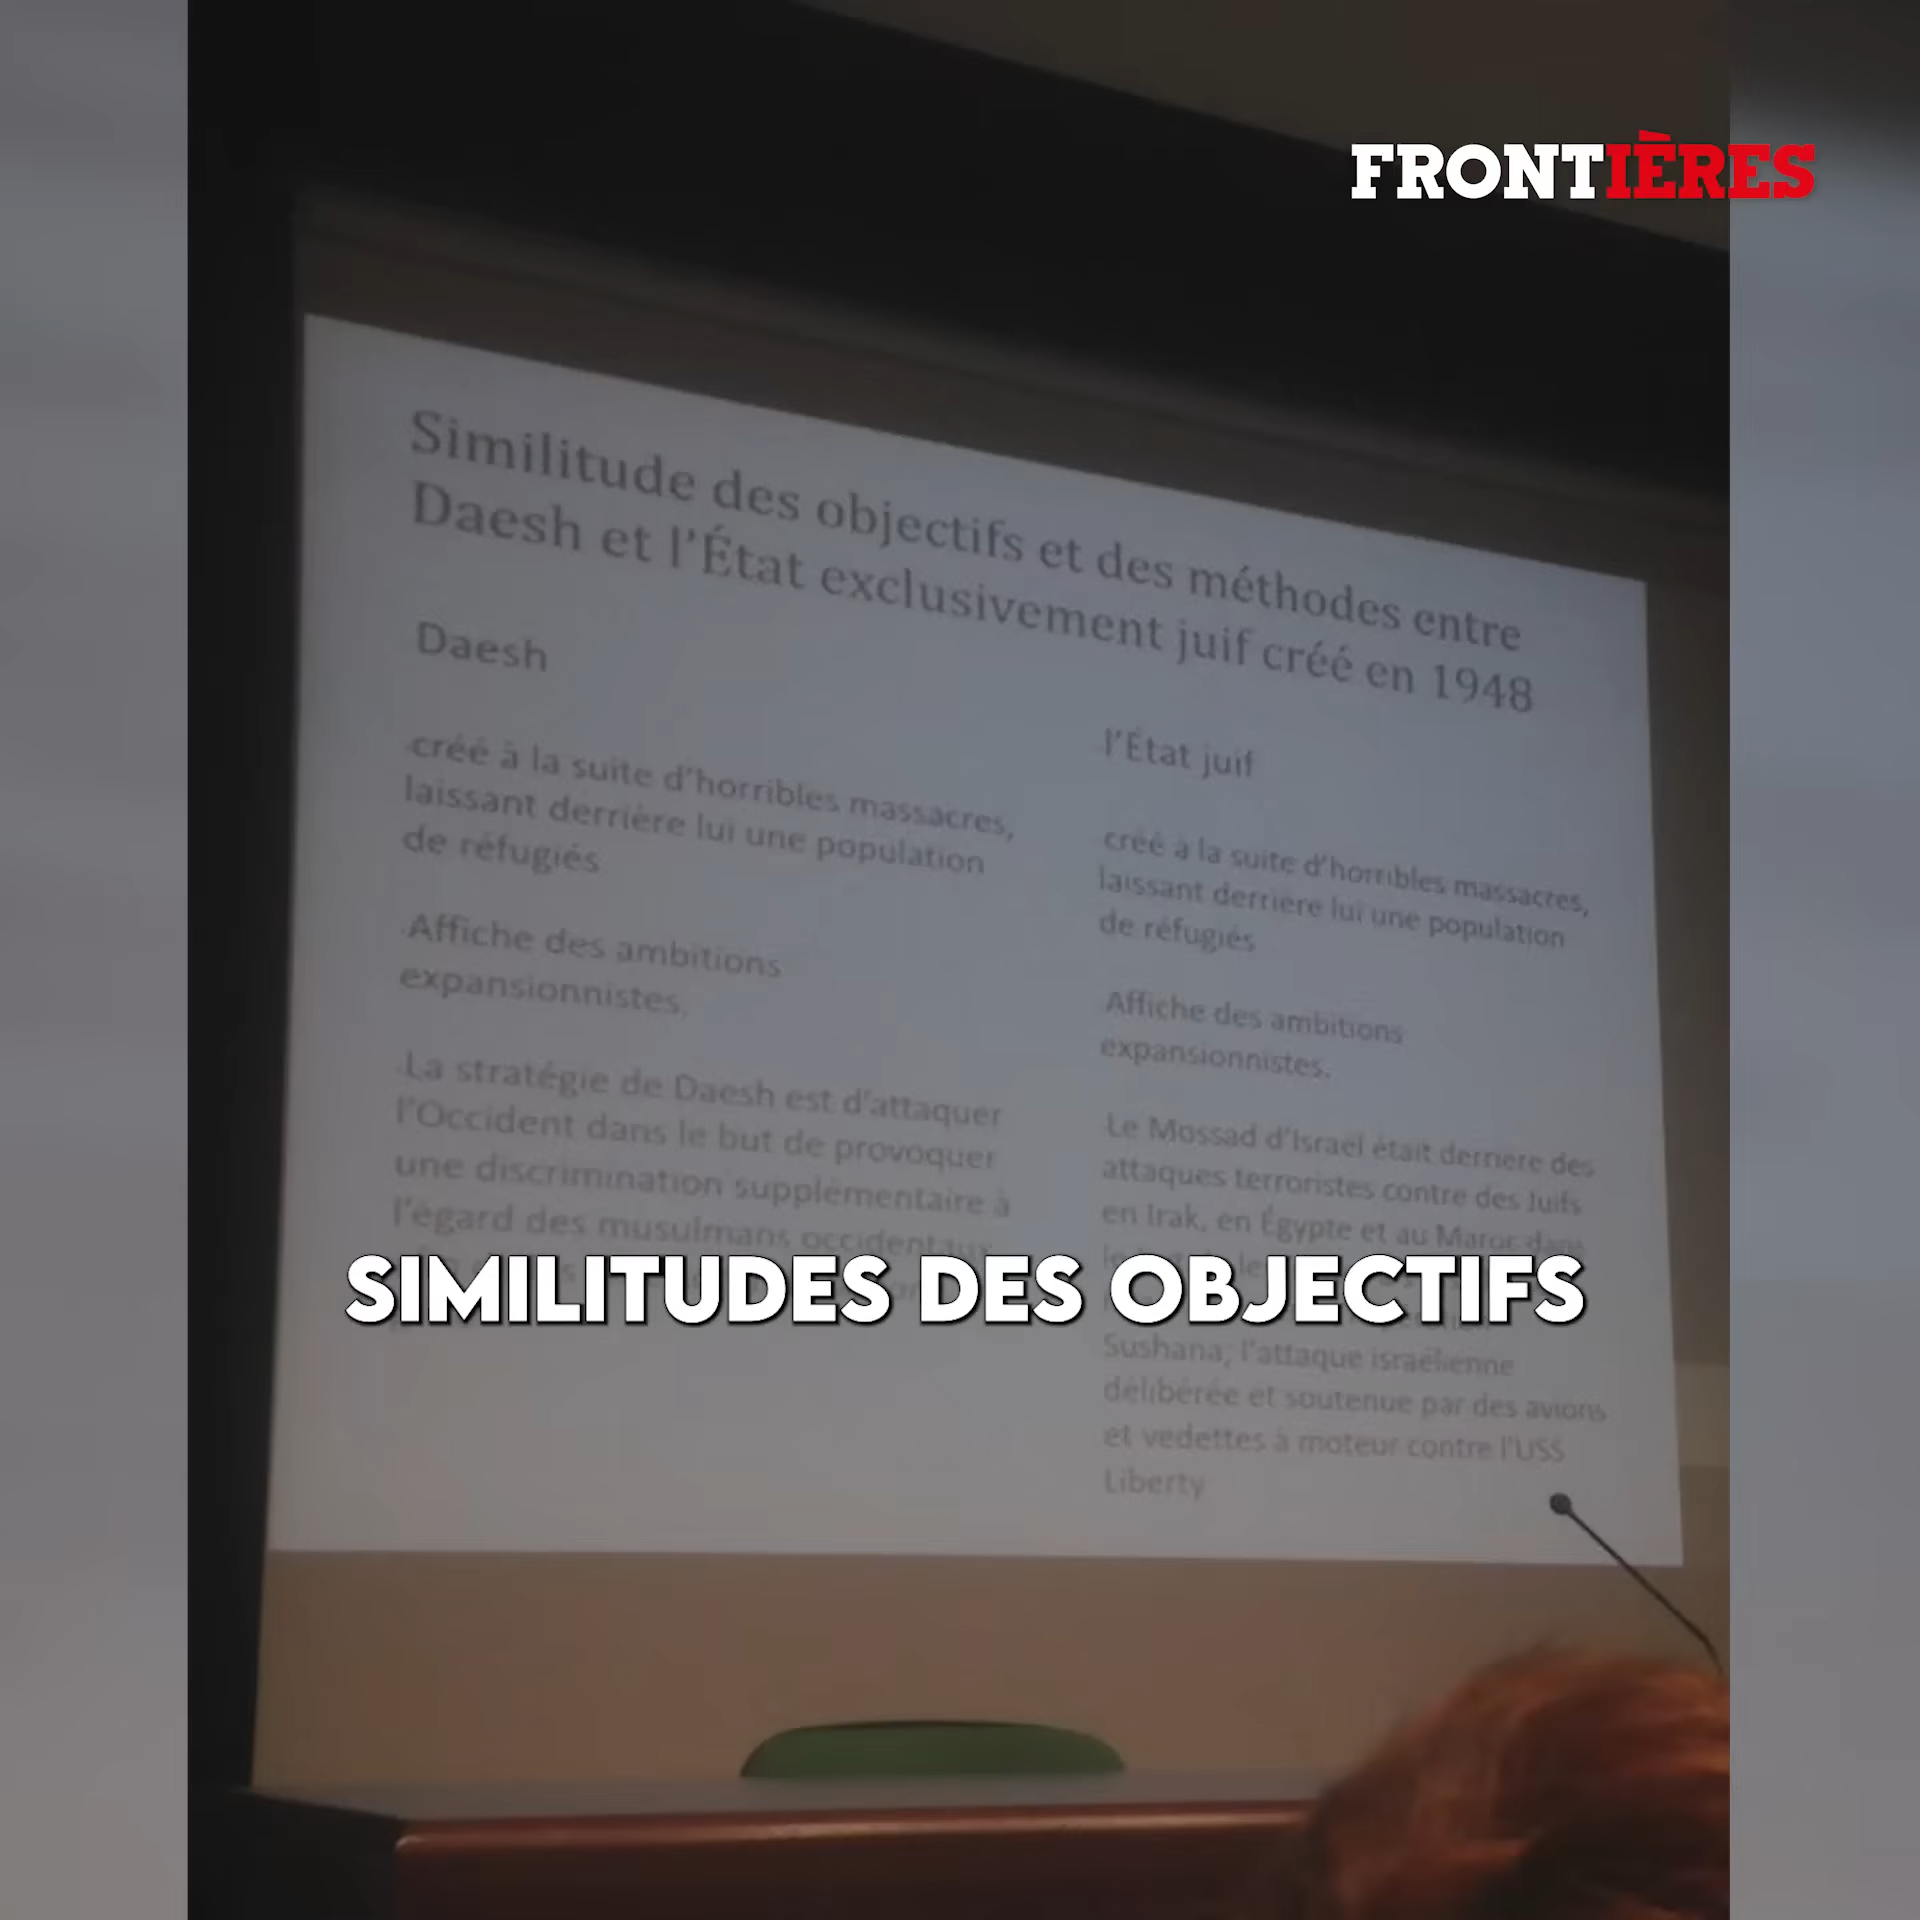 FRONTIÈRES
Similitude des objectifs et des méthodes entre
Daesh et l'État exclusivement juif créé en 1948
Daesh
créé à la suite d'horribles massacres,
laissant derrière lui une population
de réfugiés
Affiche des ambitions
expansionnistes.
La stratégie de Daesh est d'attaquer
l'Occident dans le but de provoquer
une discrimination supplémentaire à
l'égard des musulmans occidentaux
l'État juif
créé à la suite d'horribles massacres,
laissant derrière lui une population
de réfugiés
Affiche des ambitions
expansionnistes.
Le Mossad d'Israel était derrière des
attaques terroristes contre des Juifs
en Irak, en Égypte et au Maroc dans
Sushana, l'attaque israélienne
délibérée et soutenue par des avions
et vedettes à moteur contre l'USS
Liberty
SIMILITUDES DES OBJECTIFS